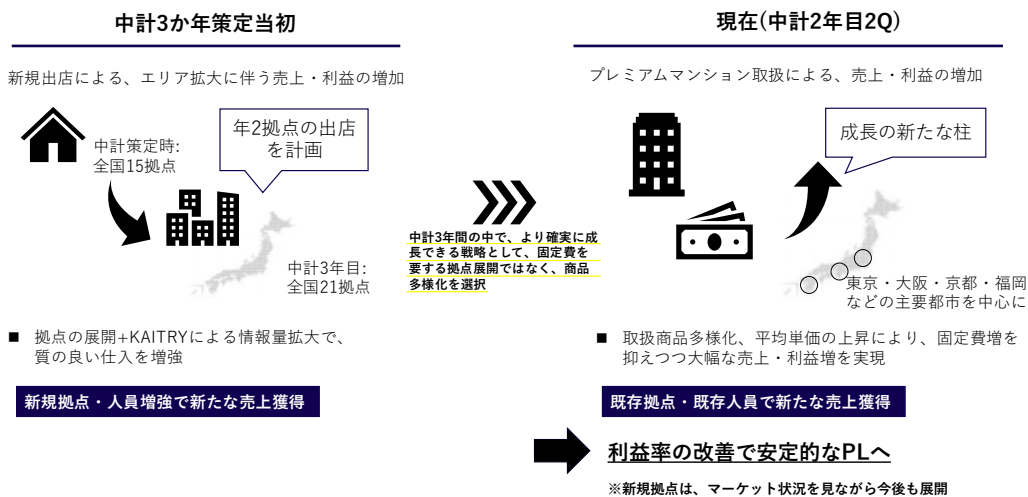 中計3か年策定当初
新規出店による、エリア拡大に伴う売上・利益の増加
中計策定時:
全国15拠点
年2拠点の出店
を計画
中計3年目:
全国21拠点
■ 拠点の展開+KAITRYによる情報量拡大で、
質の良い仕入を増強
新規拠点・人員増強で新たな売上獲得
中計3年間の中で、より確実に成
長できる戦略として、固定費を
要する拠点展開ではなく、商品
多様化を選択
現在(中計2年目2Q)
プレミアムマンション取扱による、売上・利益の増加
成長の新たな柱
東京・大阪・京都・福岡
などの主要都市を中心に
■ 取扱商品多様化、平均単価の上昇により、固定費増を
抑えつつ大幅な売上・利益増を実現
既存拠点・既存人員で新たな売上獲得
利益率の改善で安定的なPLへ
※新規拠点は、マーケット状況を見ながら今後も展開